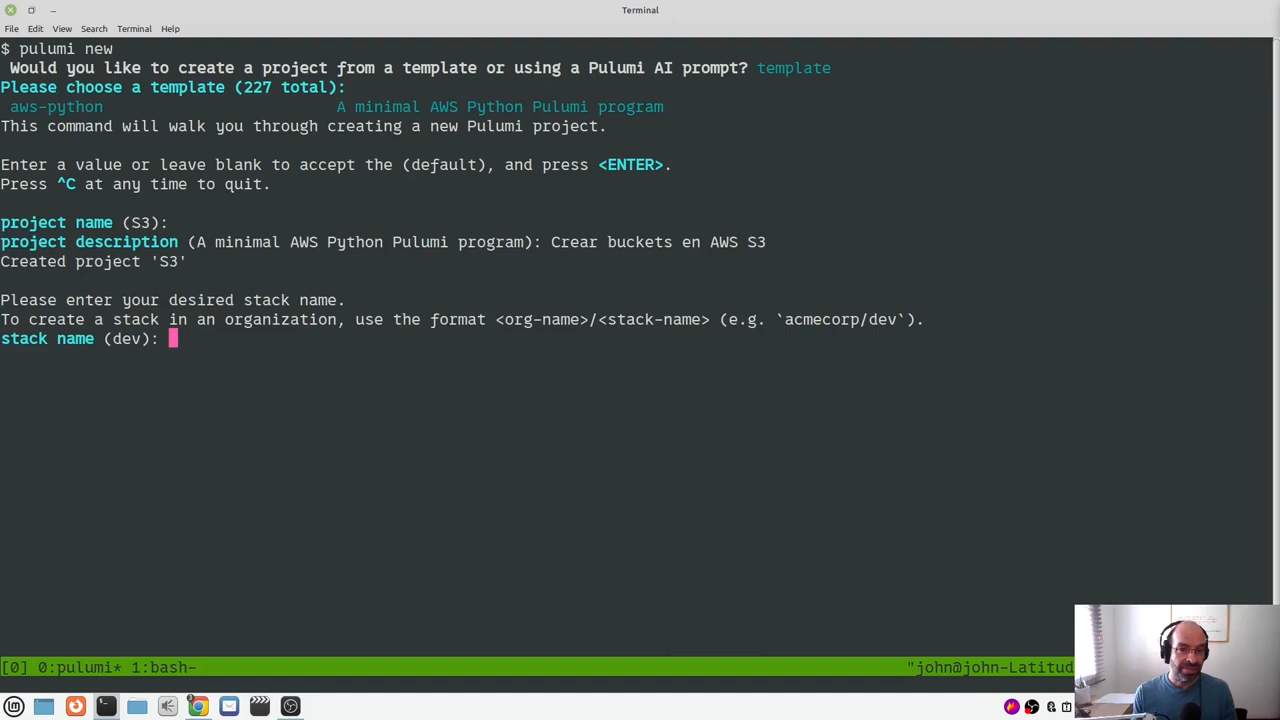 Terminal
File Edit View Search Terminal Help
$ pulumi new
Would you like to create a project from a template or using a Pulumi AI prompt? template
Please choose a template (227 total):
aws-python A minimal AWS Python Pulumi program
This command will walk you through creating a new Pulumi project.
Enter a value or leave blank to accept the (default), and press <ENTER>.
Press ^C at any time to quit.
project name (S3):
project description (A minimal AWS Python Pulumi program): Crear buckets en AWS S3
Created project 'S3'
Please enter your desired stack name.
To create a stack in an organization, use the format <org-name>/<stack-name> (e.g. `acmecorp/dev`).
stack name (dev):
[0] 0:pulumi* 1:bash- "john@john-Latitud
3